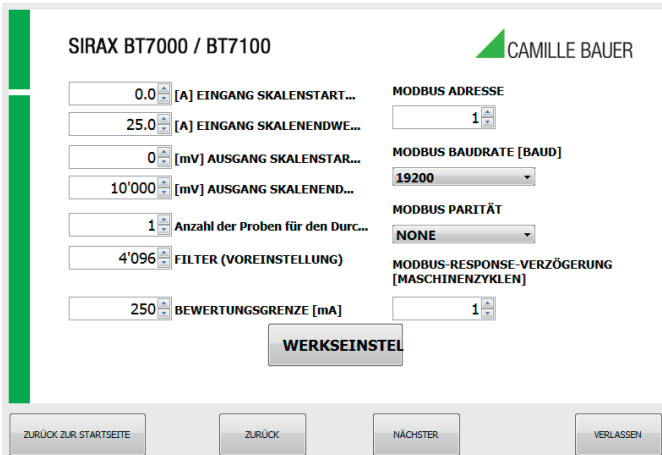 SIRAX BT7000 / BT7100
CAMILLE BAUER
0.0 [A] EINGANG SKALENSTART...
25.0 [A] EINGANG SKALENENDWE...
0 [mV] AUSGANG SKALENSTAR...
10'000 [mV] AUSGANG SKALENEND...
1 Anzahl der Proben für den Durc...
4'096 FILTER (VOREINSTELLUNG)
250 BEWERTUNGSGRENZE [mA]
MODBUS ADRESSE
1
MODBUS BAUDRATE [BAUD]
19200
MODBUS PARITÄT
NONE
MODBUS-RESPONSE-VERZÖGERUNG
[MASCHINENZYKLEN]
1
WERKSEINSTEL
ZURÜCK ZUR STARTSEITE
ZURÜCK
NÄCHSTER
VERLASSEN